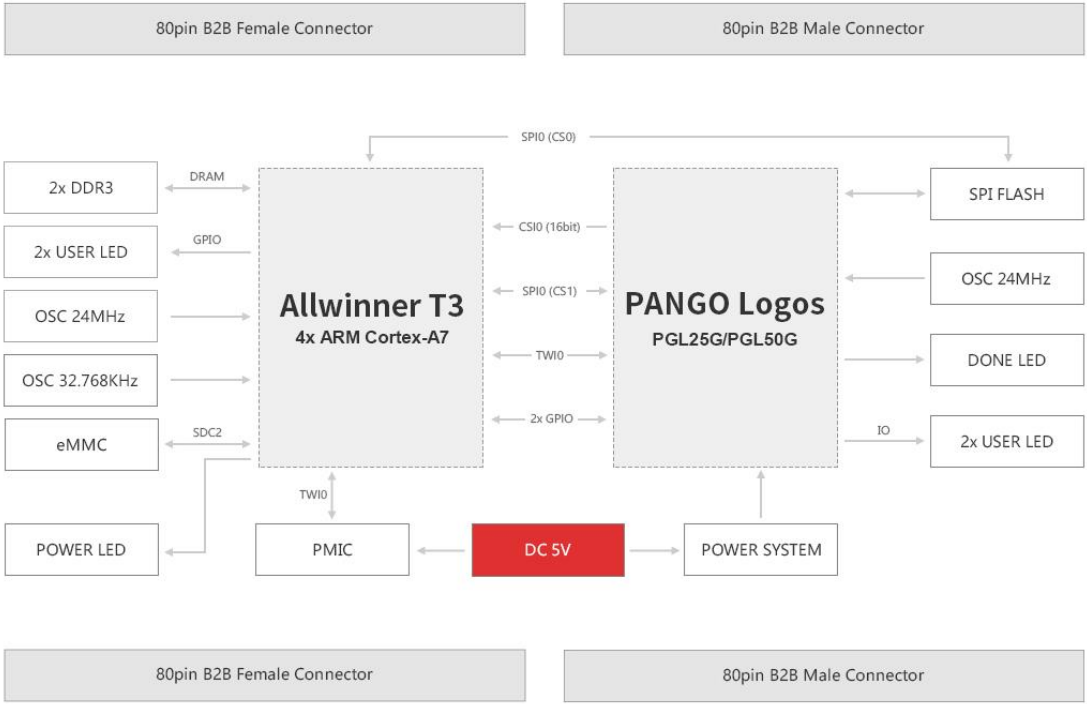 80pin B2B Female Connector
80pin B2B Male Connector
SPI0 (CS0)
2x DDR3
DRAM
SPI FLASH
2x USER LED
GPIO
CSI0 (16bit)
OSC 24MHz
OSC 24MHz
SPI0 (CS1)
Allwinner T3
4x ARM Cortex-A7
PANGO Logos
PGL25G/PGL50G
OSC 32.768KHz
TWI0
DONE LED
eMMC
SDC2
2x GPIO
IO
2x USER LED
TWI0
POWER LED
PMIC
DC 5V
POWER SYSTEM
80pin B2B Female Connector
80pin B2B Male Connector